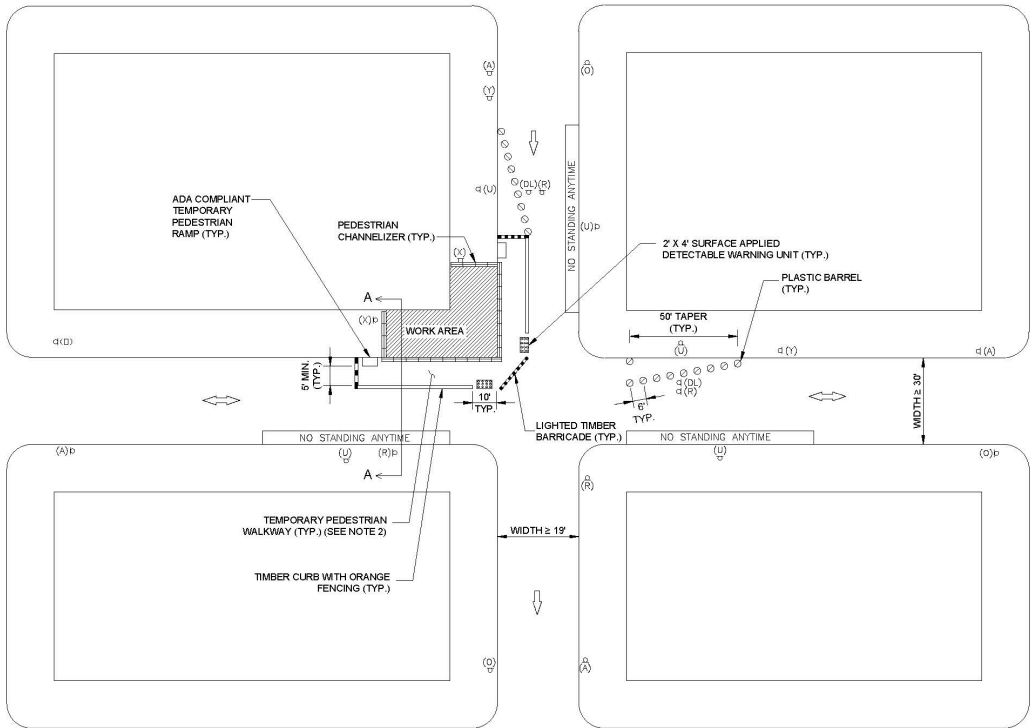 (A)
(Y)
(O)
ADA COMPLIANT
TEMPORARY
PEDESTRIAN
RAMP (TYP.)
(U)
(DL)(R)
NO STANDING ANYTIME
PEDESTRIAN
CHANNELIZER (TYP.)
(U)
(X)
2' X 4' SURFACE APPLIED
DETECTABLE WARNING UNIT (TYP.)
PLASTIC BARREL
(TYP.)
A
50' TAPER
(TYP.)
(X)
WORK AREA
(O)
(U)
(Y)
(A)
5' MIN.
(TYP.)
10'
TYP.
(DL)
(R)
6'
TYP.
WIDTH ≥ 30'
LIGHTED TIMBER
BARRICADE (TYP.)
NO STANDING ANYTIME
NO STANDING ANYTIME
(A)
(U)
(R)
(U)
(O)
A
(R)
TEMPORARY PEDESTRIAN
WALKWAY (TYP.) (SEE NOTE 2)
WIDTH ≥ 19'
TIMBER CURB WITH ORANGE
FENCING (TYP.)
(O)
(A)